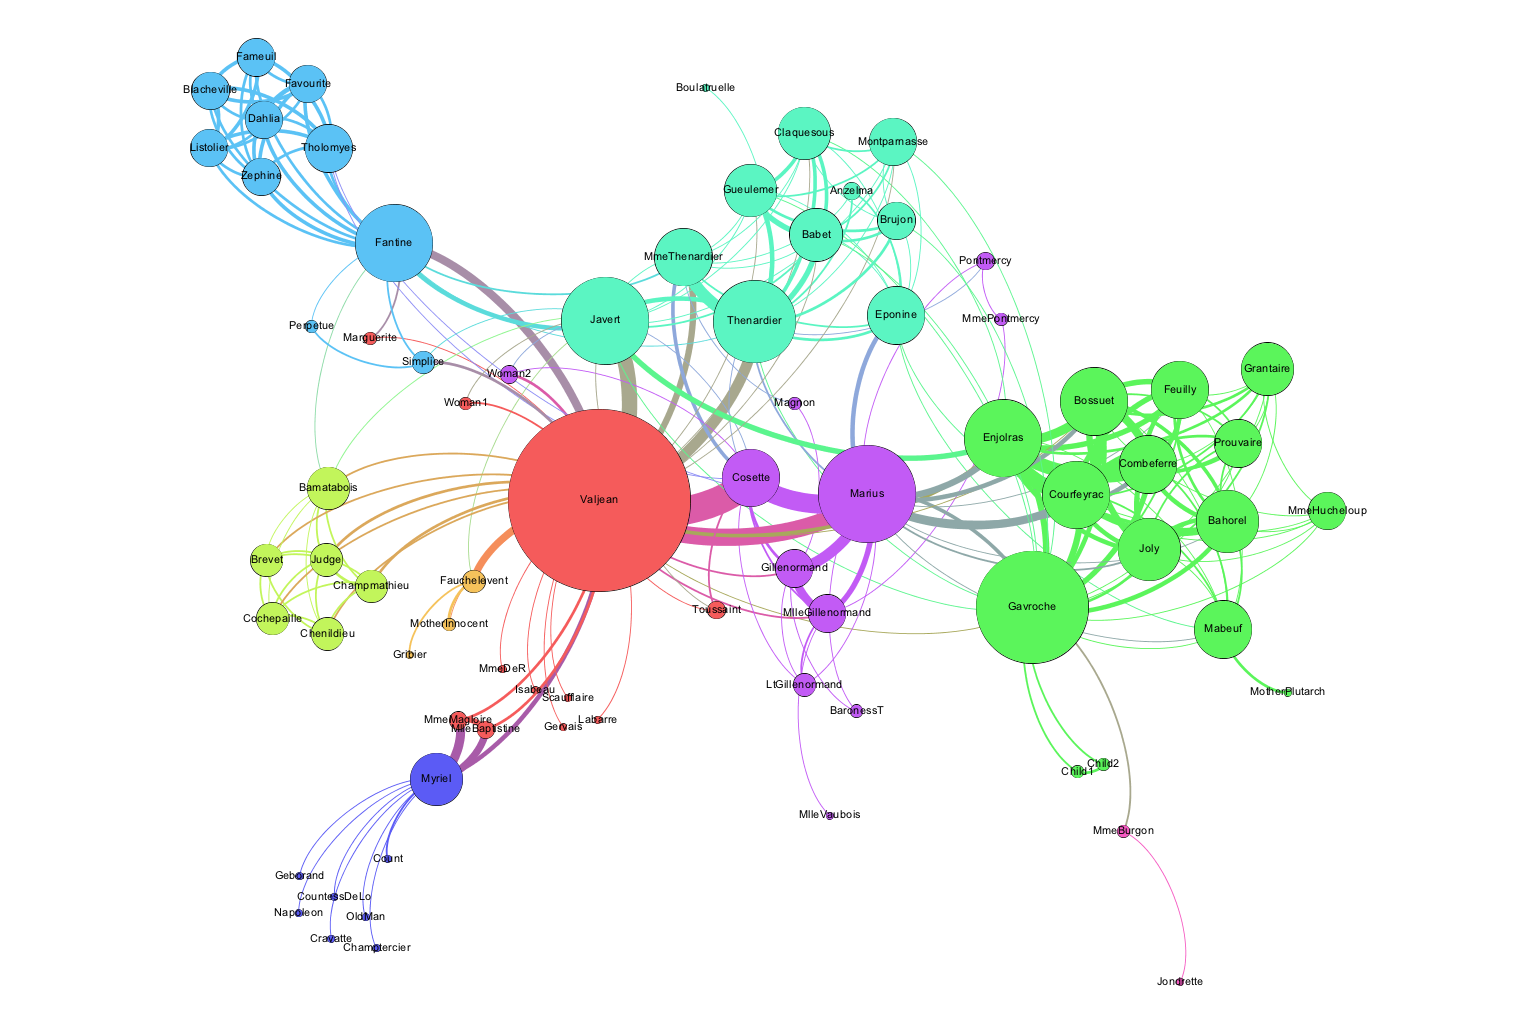 Fameuil
Favourite
Blacheville
Dahlia
Listolier
Tholomyes
Zephine
Fantine
Boulatruelle
Claquesous
Montparnasse
Gueulemer
Anzelma
Brujon
Babet
MmeThenardier
Pontmercy
Javert
Thenardier
Eponine
MmePontmercy
Perpetue
Marguerite
Simplice
Woman2
Woman1
Magnon
Grantaire
Feuilly
Bossuet
Enjolras
Prouvaire
Combeferre
Courfeyrac
Cosette
Marius
Valjean
Bamatabois
MmeHucheloup
Bahorel
Joly
Brevet
Judge
Champmathieu
Fauchelevent
Gillenormand
Toussaint
MlleGillenormand
Gavroche
Cochepaille
Chenildieu
MotherInnocent
Mabeuf
Gribier
MmeDeR
Isabeau
Scaufflaire
LtGillenormand
MotherPlutarch
BaronessT
MmeMagloire
MlleBaptistine
Gervais
Labarre
Child2
Child1
Myriel
MlleVaubois
MmeBurgon
Count
Geborand
CountessDeLo
Napoleon
OldMan
Cravatte
Champtercier
Jondrette